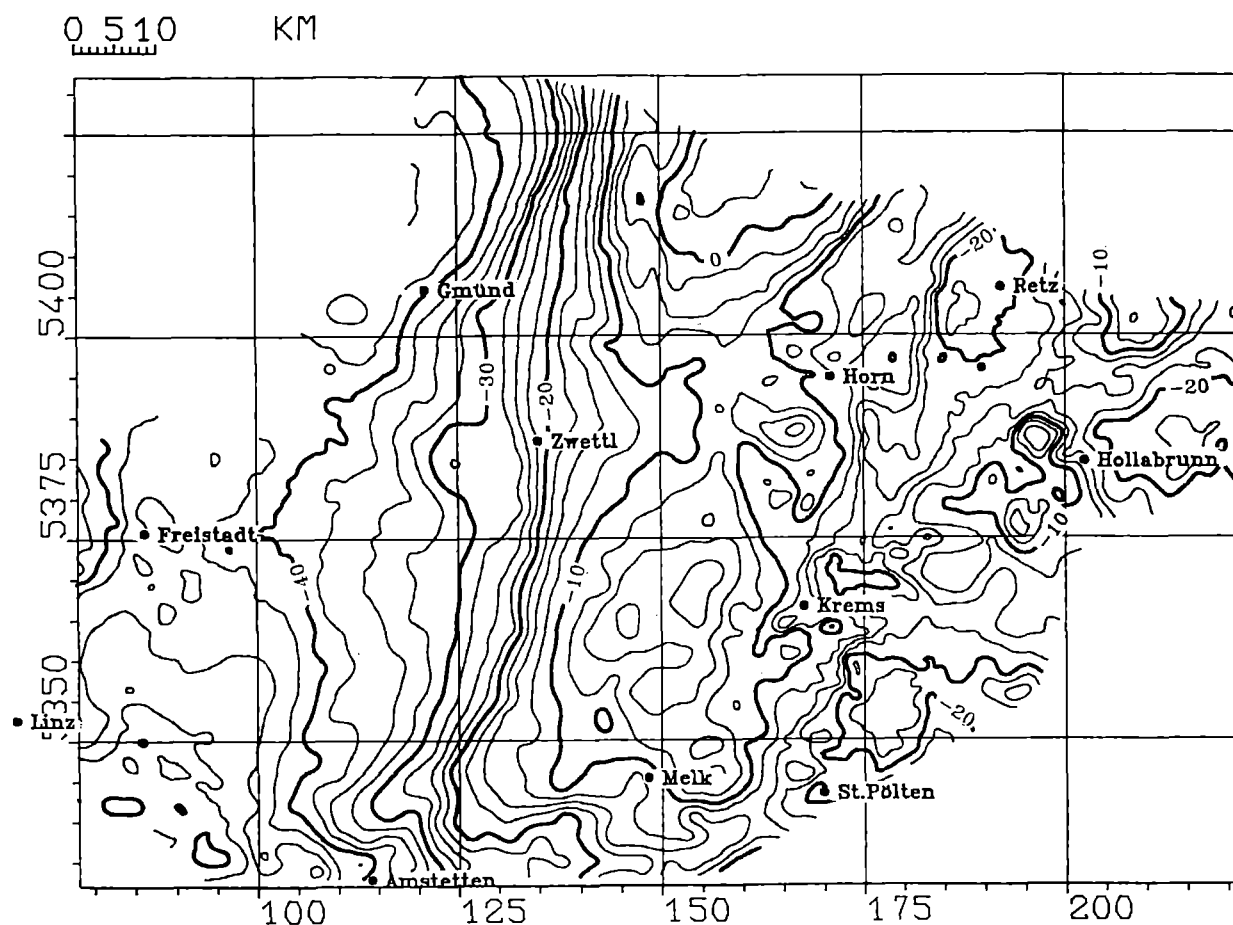 0 5 10 KM
0
-20.
-10.
5400
Gmünd
Retz
-30
-20
-20
Horn
Zwettl
Hollabrunn
5375
Freistadt
-10
-40
-10
Krems
5350
Linz
-20.
Melk
St.Pölten
Amstetten
100 125 150 175 200